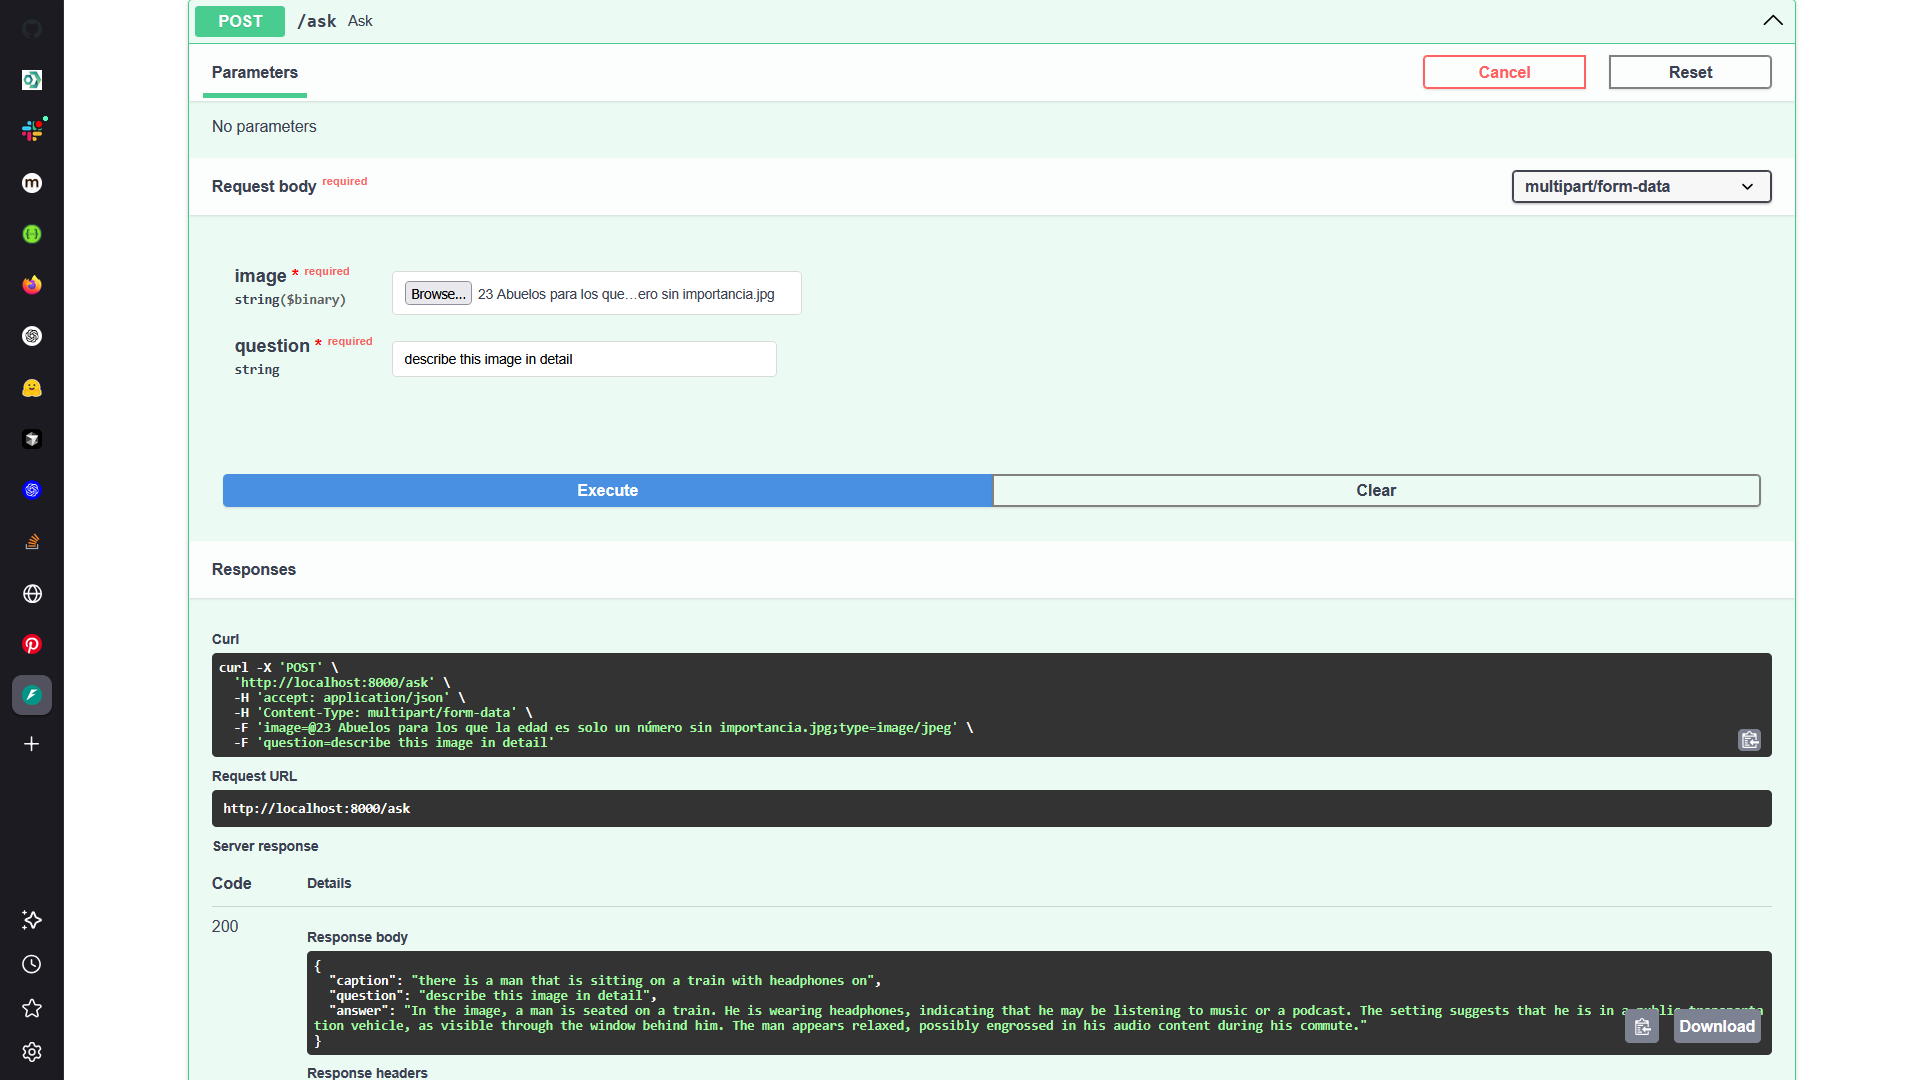 POST /ask Ask
Parameters
Cancel
Reset
No parameters
Request body required
multipart/form-data
image * required
string($binary)
Browse... 23 Abuelos para los que…ero sin importancia.jpg
question * required
string
describe this image in detail
Execute
Clear
Responses
Curl
curl -X 'POST' \
'http://localhost:8000/ask' \
-H 'accept: application/json' \
-H 'Content-Type: multipart/form-data' \
-F 'image=@23 Abuelos para los que la edad es solo un número sin importancia.jpg;type=image/jpeg' \
-F 'question=describe this image in detail'
Request URL
http://localhost:8000/ask
Server response
Code Details
200
Response body
{
"caption": "there is a man that is sitting on a train with headphones on",
"question": "describe this image in detail",
"answer": "In the image, a man is seated on a train. He is wearing headphones, indicating that he may be listening to music or a podcast. The setting suggests that he is in a public transporta
tion vehicle, as visible through the window behind him. The man appears relaxed, possibly engrossed in his audio content during his commute."
}
Download
Response headers